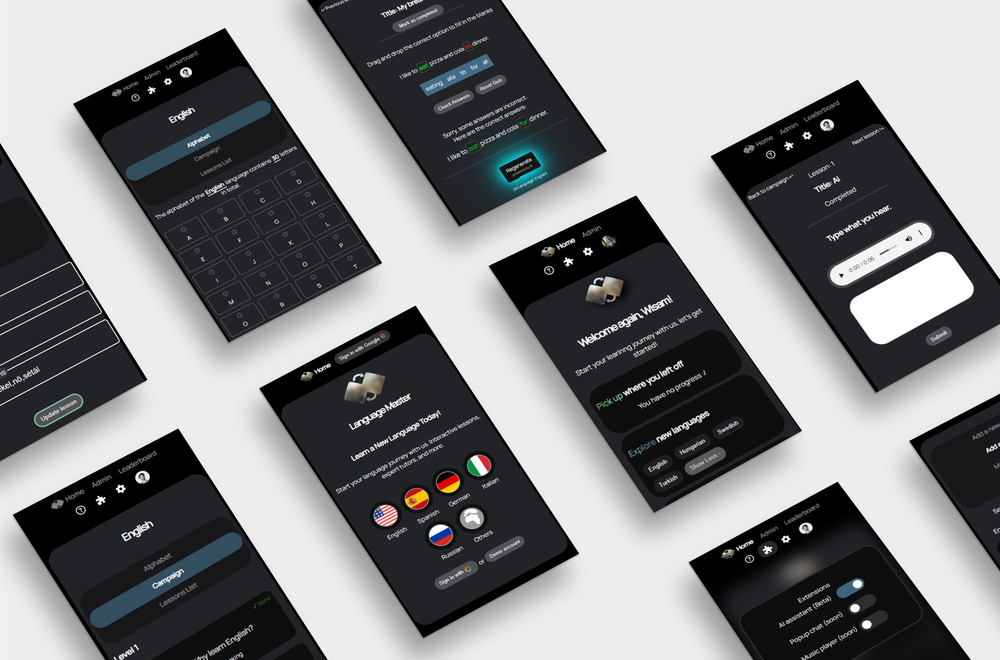 Home Admin Leaderboard
English
Alphabet
Campaign
Lessons List
The alphabet of the English language contains 30 letters
in total.
A B C D
E F G H
I J K L
M N O P
O R S T
Title: My
Mark as completed
Drag and drop the correct option to fill in the blanks
I like to eat pizza and cola in dinner.
eating ate to for at
Check Answers Reset Quiz
Sorry, some answers are incorrect.
Here are the correct answers:
I like to eat pizza and cola for dinner.
Regenerate
powered by AI
(Ai Language: English)
Home Admin Leaderboard
Back to campaign ↩ Next lesson ↪
Lesson: 1
Title: Ai
Completed
Type what you hear.
0:00 / 0:06
Submit
nő,sétál
Update lesson
Home Sign in with Google
Language Master
Learn a New Language Today!
Start your language journey with us. Interactive lessons,
expert tutors, and more.
English Spanish German Italian
Russian Others
Sign in with G or Demo account
Home Admin
Welcome again, Wisam!
Start your learinng journey with us, let's get
started!
Pick up where you left off
You have no progress :/
Explore new languages
English Hungarian Swedish
Turkish Show Less -
Home Admin Leaderboard
English
Alphabet
Campaign
Lessons List
Level 1
✓ Done
Why learn English?
Home Admin Leaderboard
Extensions
AI assistant (Beta)
Popup chat (soon)
Music player (soon)
Add a new
Add a